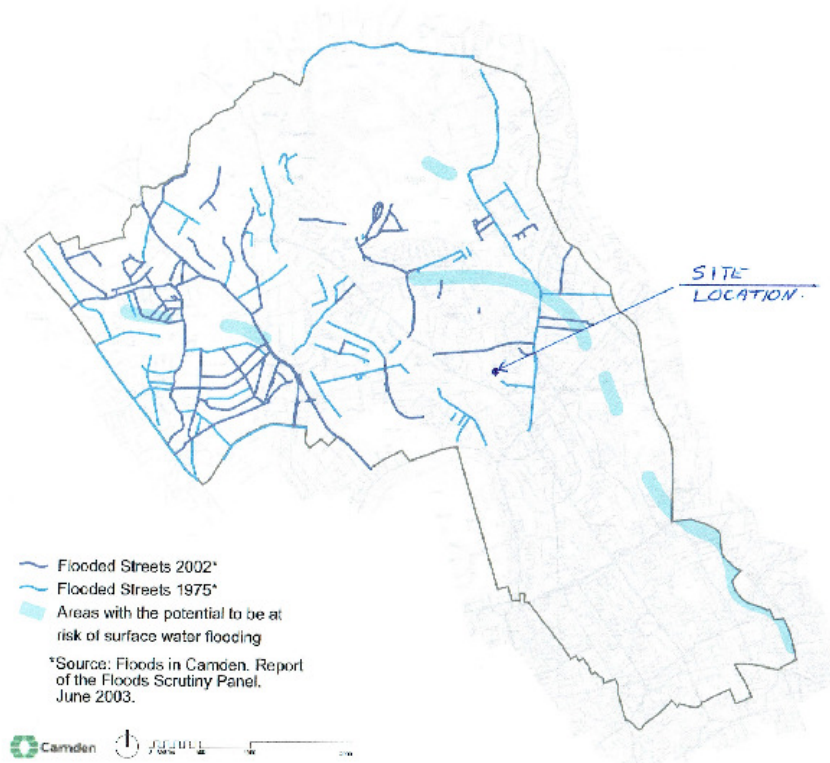 SITE
LOCATION.
Flooded Streets 2002*
Flooded Streets 1975*
Areas with the potential to be at
risk of surface water flooding
*Source: Floods in Camden. Report
of the Floods Scrutiny Panel,
June 2003.
Camden